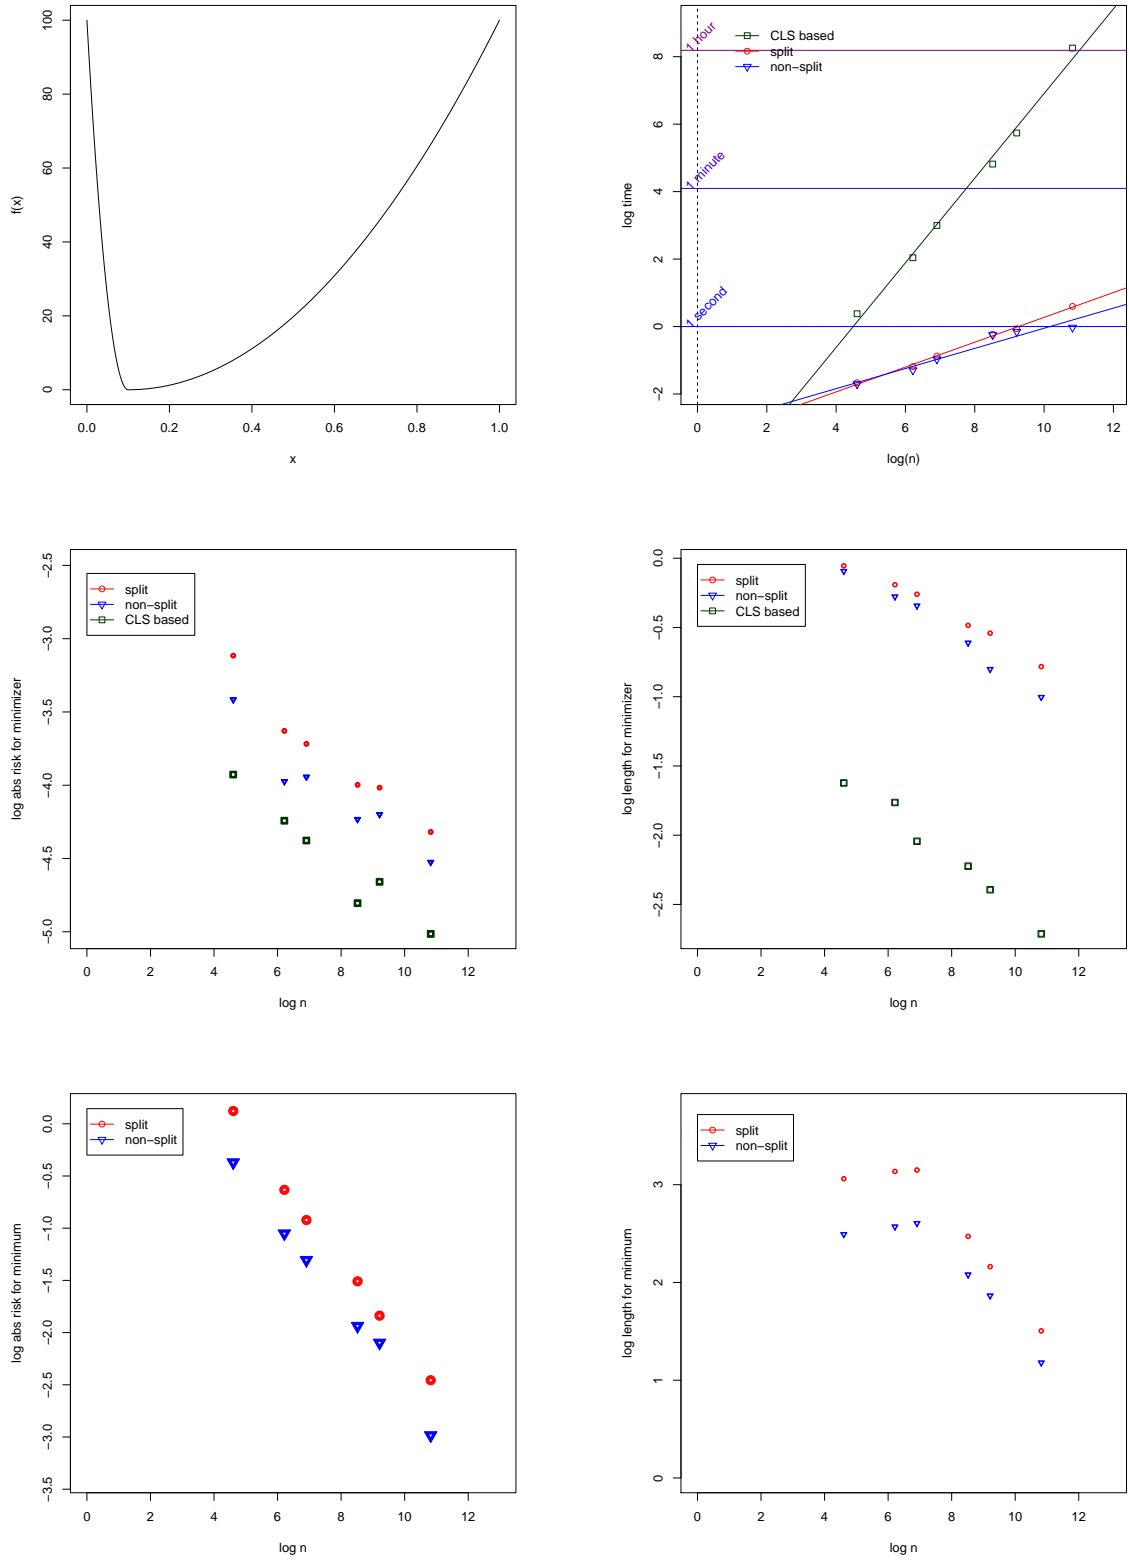 100
80
60
40
20
0
f(x)
0.0
0.2
0.4
0.6
0.8
1.0
x
8
6
4
2
0
−2
log time
1 hour
1 minute
1 second
CLS based
split
non−split
0
2
4
6
8
10
12
log(n)
−2.5
−3.0
−3.5
−4.0
−4.5
−5.0
log abs risk for minimizer
split
non−split
CLS based
0
2
4
6
8
10
12
log n
0.0
−0.5
−1.0
−1.5
−2.0
−2.5
log length for minimizer
split
non−split
CLS based
0
2
4
6
8
10
12
log n
0.0
−0.5
−1.0
−1.5
−2.0
−2.5
−3.0
−3.5
log abs risk for minimum
split
non−split
0
2
4
6
8
10
12
log n
3
2
1
0
log length for minimum
split
non−split
0
2
4
6
8
10
12
log n